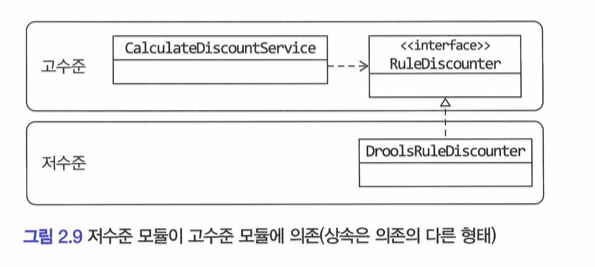 고수준
CalculateDiscountService
<<interface>>
RuleDiscounter
저수준
DroolsRuleDiscounter
그림 2.9 저수준 모듈이 고수준 모듈에 의존(상속은 의존의 다른 형태)